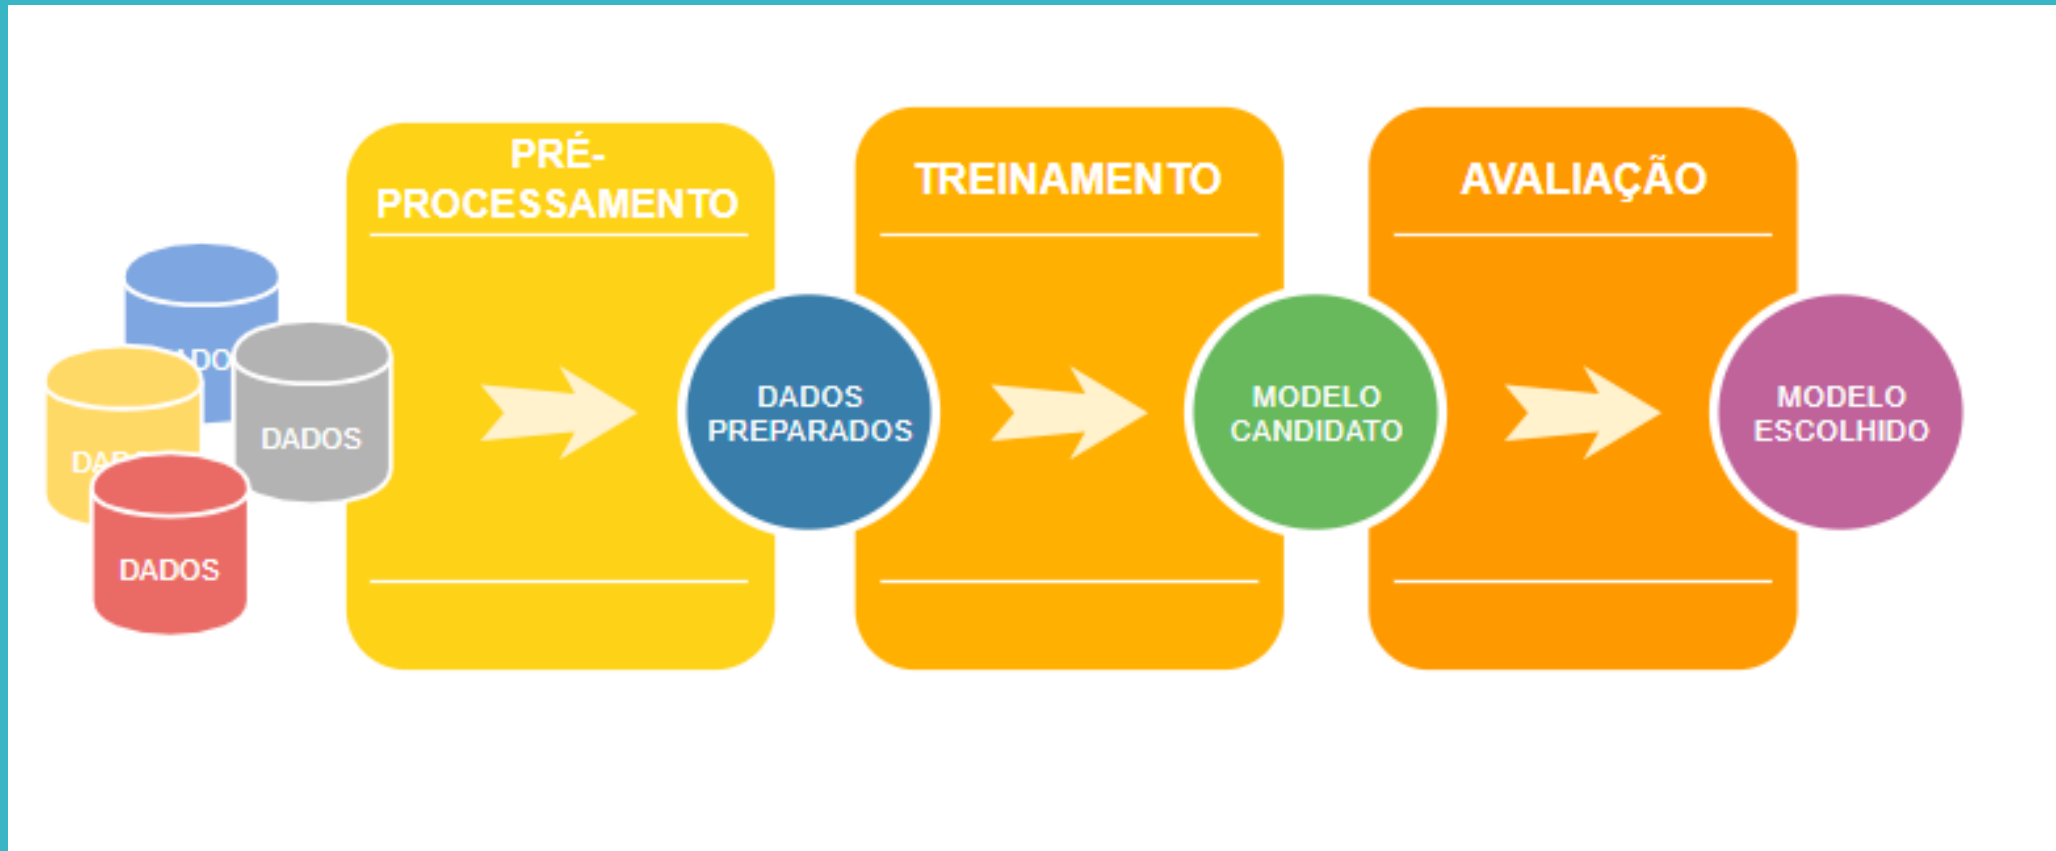 PRÉ-
PROCESSAMENTO
TREINAMENTO
AVALIAÇÃO
DADOS
DADOS
DADOS
PREPARADOS
MODELO
CANDIDATO
MODELO
ESCOLHIDO